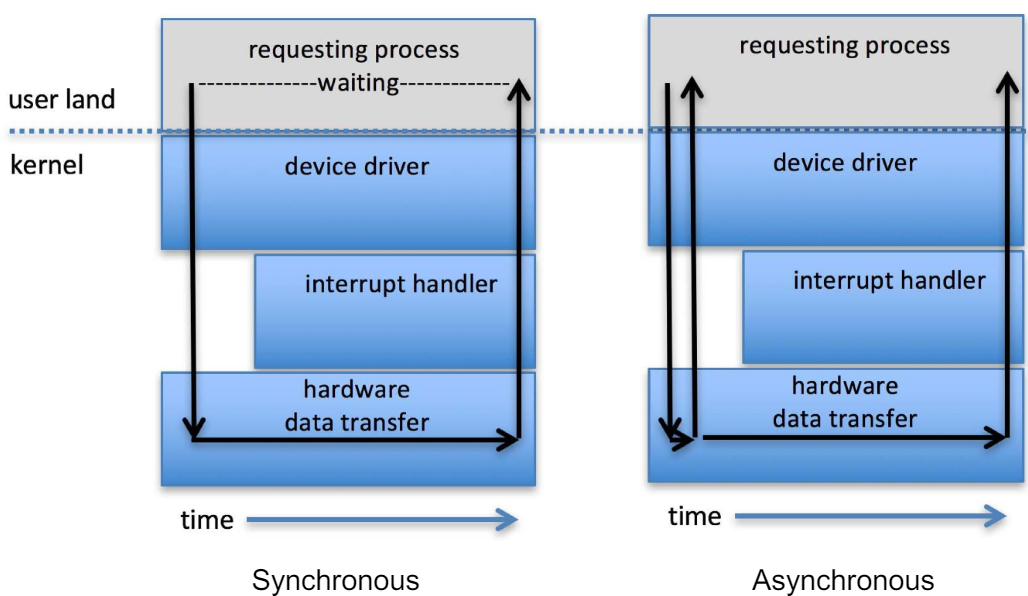 requesting process
waiting
user land
kernel
device driver
interrupt handler
hardware
data transfer
time
Synchronous
requesting process
device driver
interrupt handler
hardware
data transfer
time
Asynchronous